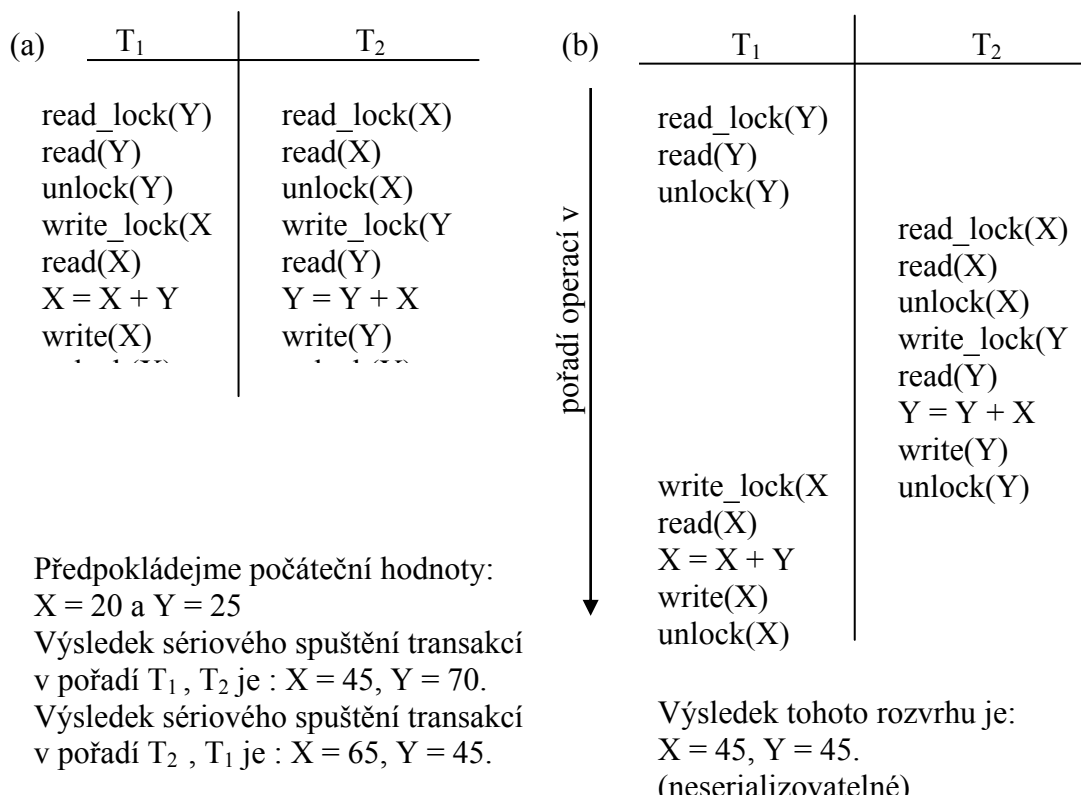 (a)
T1 T2
read_lock(Y) read_lock(X)
read(Y) read(X)
unlock(Y) unlock(X)
write_lock(X write_lock(Y
read(X) read(Y)
X = X + Y Y = Y + X
write(X) write(Y)
Předpokládejme počáteční hodnoty:
X = 20 a Y = 25
Výsledek sériového spuštění transakcí
v pořadí T1 , T2 je : X = 45, Y = 70.
Výsledek sériového spuštění transakcí
v pořadí T2 , T1 je : X = 65, Y = 45.
(b)
T1 T2
pořadí operací v
read_lock(Y)
read(Y)
unlock(Y)
read_lock(X)
read(X)
unlock(X)
write_lock(Y
read(Y)
Y = Y + X
write(Y)
write_lock(X unlock(Y)
read(X)
X = X + Y
write(X)
unlock(X)
Výsledek tohoto rozvrhu je:
X = 45, Y = 45.
(neserializovatelné)